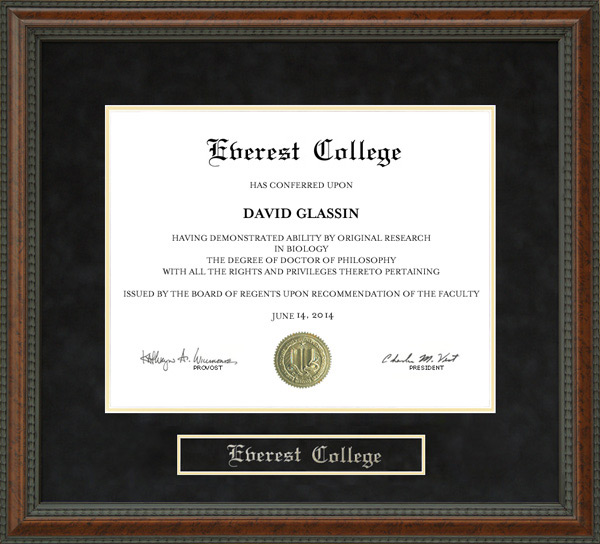 Everest College
HAS CONFERRED UPON
DAVID GLASSIN
HAVING DEMONSTRATED ABILITY BY ORIGINAL RESEARCH
IN BIOLOGY
THE DEGREE OF DOCTOR OF PHILOSOPHY
WITH ALL THE RIGHTS AND PRIVILEGES THERETO PERTAINING
ISSUED BY THE BOARD OF REGENTS UPON RECOMMENDATION OF THE FACULTY
JUNE 14, 2014
Charles M. Vest
PROVOST
PRESIDENT
Everest College